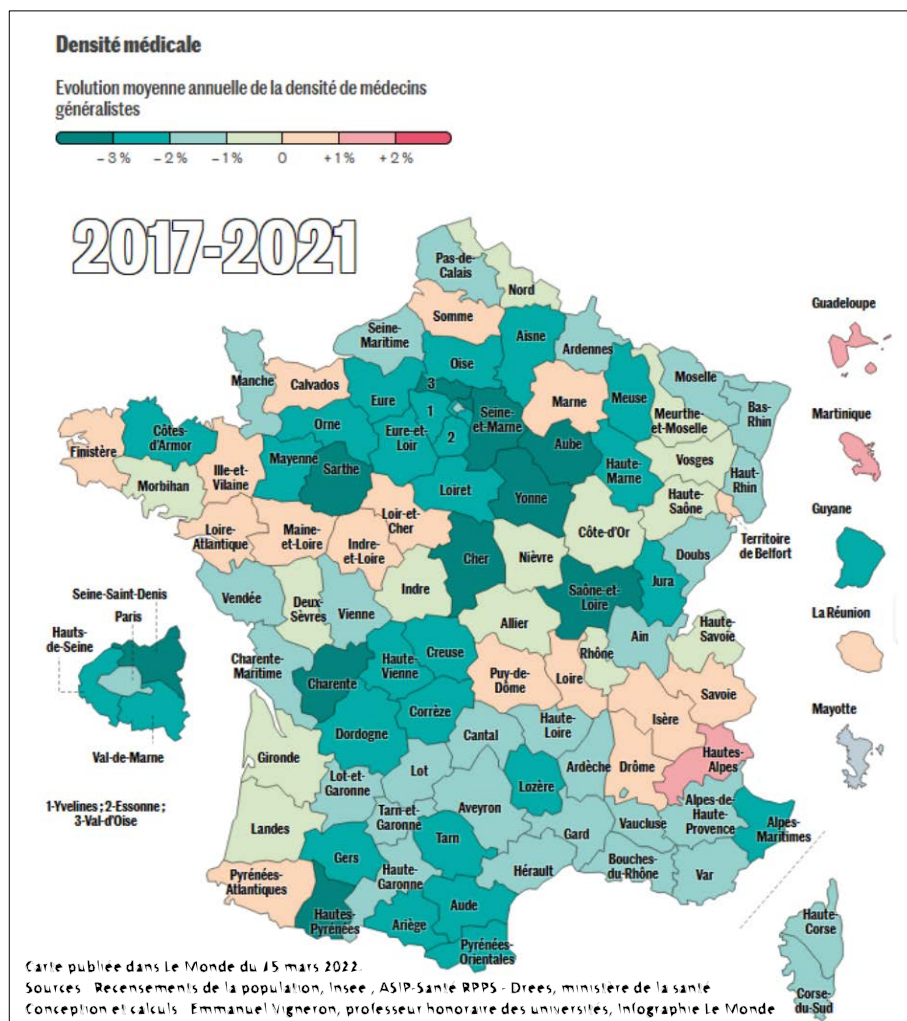 Densité médicale
Evolution moyenne annuelle de la densité de médecins
généralistes
– 3 % – 2 % – 1 % 0 + 1 % + 2 %
2017-2021
Pas-de-
Calais
Nord
Somme
Seine-
Maritime
Aisne
Oise
Ardennes
Manche
Calvados
Eure
3
1
2
Seine-
et-Marne
Marne
Meuse
Moselle
Meurthe-
et-Moselle
Bas-
Rhin
Finistère
Côtes-
d'Armor
Orne
Eure-et
Loir
Aube
Haute-
Marne
Vosges
Haut-
Rhin
Morbihan
Ille-et-
Vilaine
Mayenne
Sarthe
Loiret
Yonne
Haute-
Saône
Territoire
de Belfort
Loire-
Atlantique
Maine-
et-Loire
Indre-
et-Loire
Loir-et-
Cher
Cher
Nièvre
Côte-d'Or
Doubs
Jura
Vendée
Deux-
Sèvres
Vienne
Indre
Allier
Saône-et-
Loire
Ain
Haute-
Savoie
Charente-
Maritime
Charente
Haute-
Vienne
Creuse
Puy-de-
Dôme
Loire
Rhône
Savoie
Isère
Dordogne
Corrèze
Cantal
Haute-
Loire
Ardèche
Drôme
Hautes-
Alpes
Gironde
Lot-et-
Garonne
Lot
Aveyron
Lozère
Gard
Vaucluse
Alpes-de-
Haute-
Provence
Alpes-
Maritimes
Landes
Tarn-et-
Garonne
Tarn
Gers
Haute-
Garonne
Hérault
Bouches-
du-Rhône
Var
Pyrénées-
Atlantiques
Hautes-
Pyrénées
Ariège
Aude
Pyrénées-
Orientales
Haute-
Corse
Corse-
du-Sud
Guadeloupe
Martinique
Guyane
La Réunion
Mayotte
Seine-Saint-Denis
Paris
Hauts-
de-Seine
Val-de-Marne
1-Yvelines ; 2-Essonne ;
3-Val-d'Oise
Carte publiée dans Le Monde du 15 mars 2022.
Sources : Recensements de la population, Insee , ASIP-Santé RPPS - Drees, ministère de la santé
Conception et calculs : Emmanuel Vigneron, professeur honoraire des universités, Infographie Le Monde